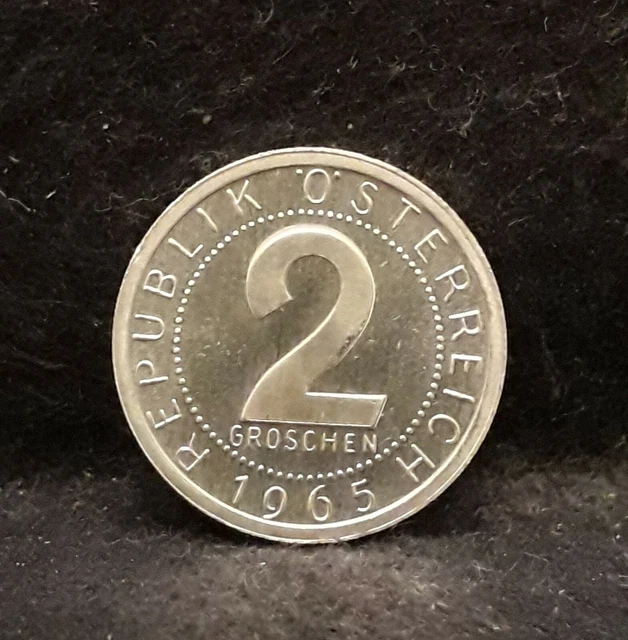 REPUBLIK ÖSTERREICH
2
GROSCHEN
1965